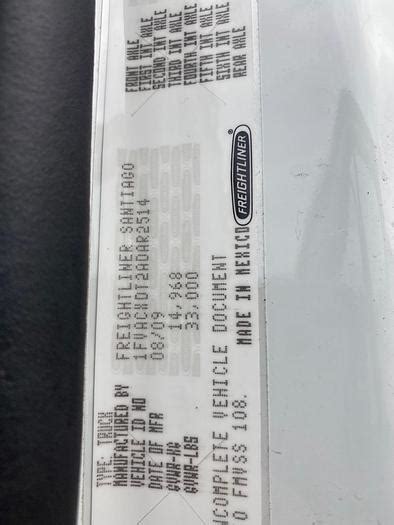 TYPE: TRUCK
MANUFACTURED BY FREIGHTLINER SANTIAGO
VEHICLE ID NO 1FVACXDT2ADAR2514
DATE OF MFR 08/09
GVWR-KG 14,968
GVWR-LBS 33,000
NCOMPLETE VEHICLE DOCUMENT
O FMVSS 108.
MADE IN MEXICO
FREIGHTLINER®
FRONT AXLE
FIRST INT AXLE
SECOND INT AXLE
THIRD INT AXLE
FOURTH INT AXLE
FIFTH INT AXLE
SIXTH INT AXLE
REAR AXLE